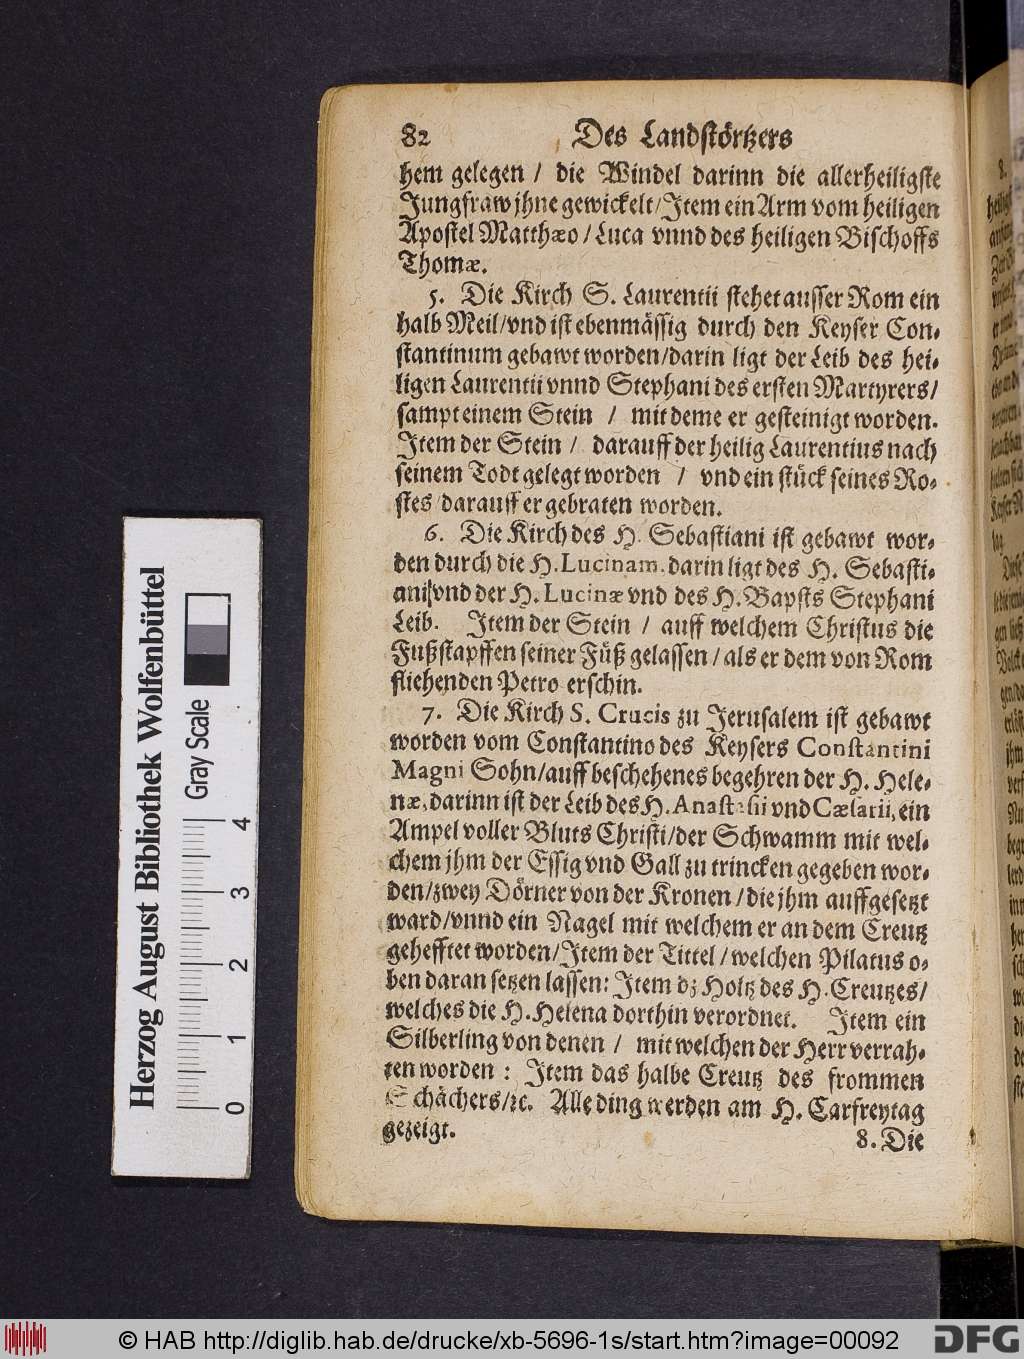 82 Des Landstörtzers
hem gelegen / die Windel darinn die allerheiligste
Jungfraw jhne gewickelt / Jtem ein Arm vom heiligen
Apostel Matthæo / Luca vnnd des heiligen Bischoffs
Thomæ.
5. Die Kirch S. Laurentii stehet ausser Rom ein
halb Meil/vnd ist ebenmässig durch den Keyser Con-
stantinum gebawt worden/darin ligt der Leib des hei-
ligen Laurentii vnnd Stephani des ersten Martyrers/
sampt einem Stein / mit deme er gesteinigt worden.
Jtem der Stein / darauff der heilig Laurentius nach
seinem Todt gelegt worden / vnd ein stück seines Ro-
stes/darauff er gebraten worden.
6. Die Kirch des H. Sebastiani ist gebawt wor-
den durch die H. Lucinam. darin ligt des H. Sebasti-
ani/vnd der H. Lucinæ vnd des H. Bapsts Stephani
Leib. Jtem der Stein / auff welchem Christus die
Fußstapffen seiner Füß gelassen / als er dem von Rom
fliehenden Petro erschin.
7. Die Kirch S. Crucis zu Jerusalem ist gebawt
worden vom Constantino des Keysers Constantini
Magni Sohn/auff beschehenes begehren der H. Hele-
næ, darinn ist der Leib des H. Anastasii vnd Cæsarii, ein
Ampel voller Bluts Christi/der Schwamm mit wel-
chem jhm der Essig vnd Gall zu trincken gegeben wor-
den/zwey Dörner von der Kronen / die jhm auffgesetzt
ward/vnnd ein Nagel mit welchem er an dem Creutz
gehefftet worden/Jtem der Tittel / welchen Pilatus o-
ben daran setzen lassen: Jtem dz Holtz des H. Creutzes/
welches die H. Helena dorthin verordnet. Jtem ein
Silberling von denen / mit welchen der Herr verrah-
ten worden : Jtem das halbe Creutz des frommen
Schächers/ꝛc. Alle ding werden am H. Carfreytag
gezeigt.
8. Die
Herzog August Bibliothek Wolfenbüttel
Gray Scale
0 1 2 3 4
© HAB http://diglib.hab.de/drucke/xb-5696-1s/start.htm?image=00092
DFG